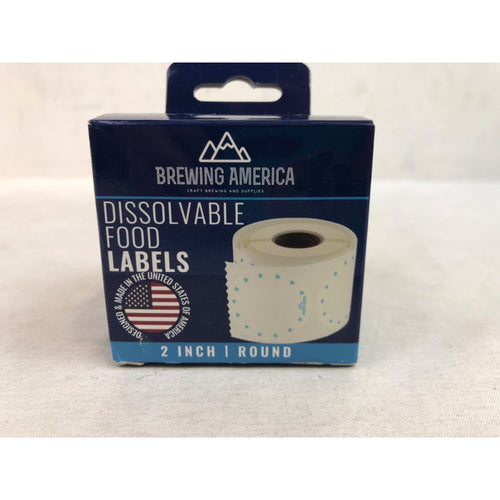 BREWING AMERICA
CRAFT BREWING AND SUPPLIES
DISSOLVABLE
FOOD
LABELS
DESIGNED & MADE IN THE UNITED STATES OF AMERICA
2 INCH | ROUND